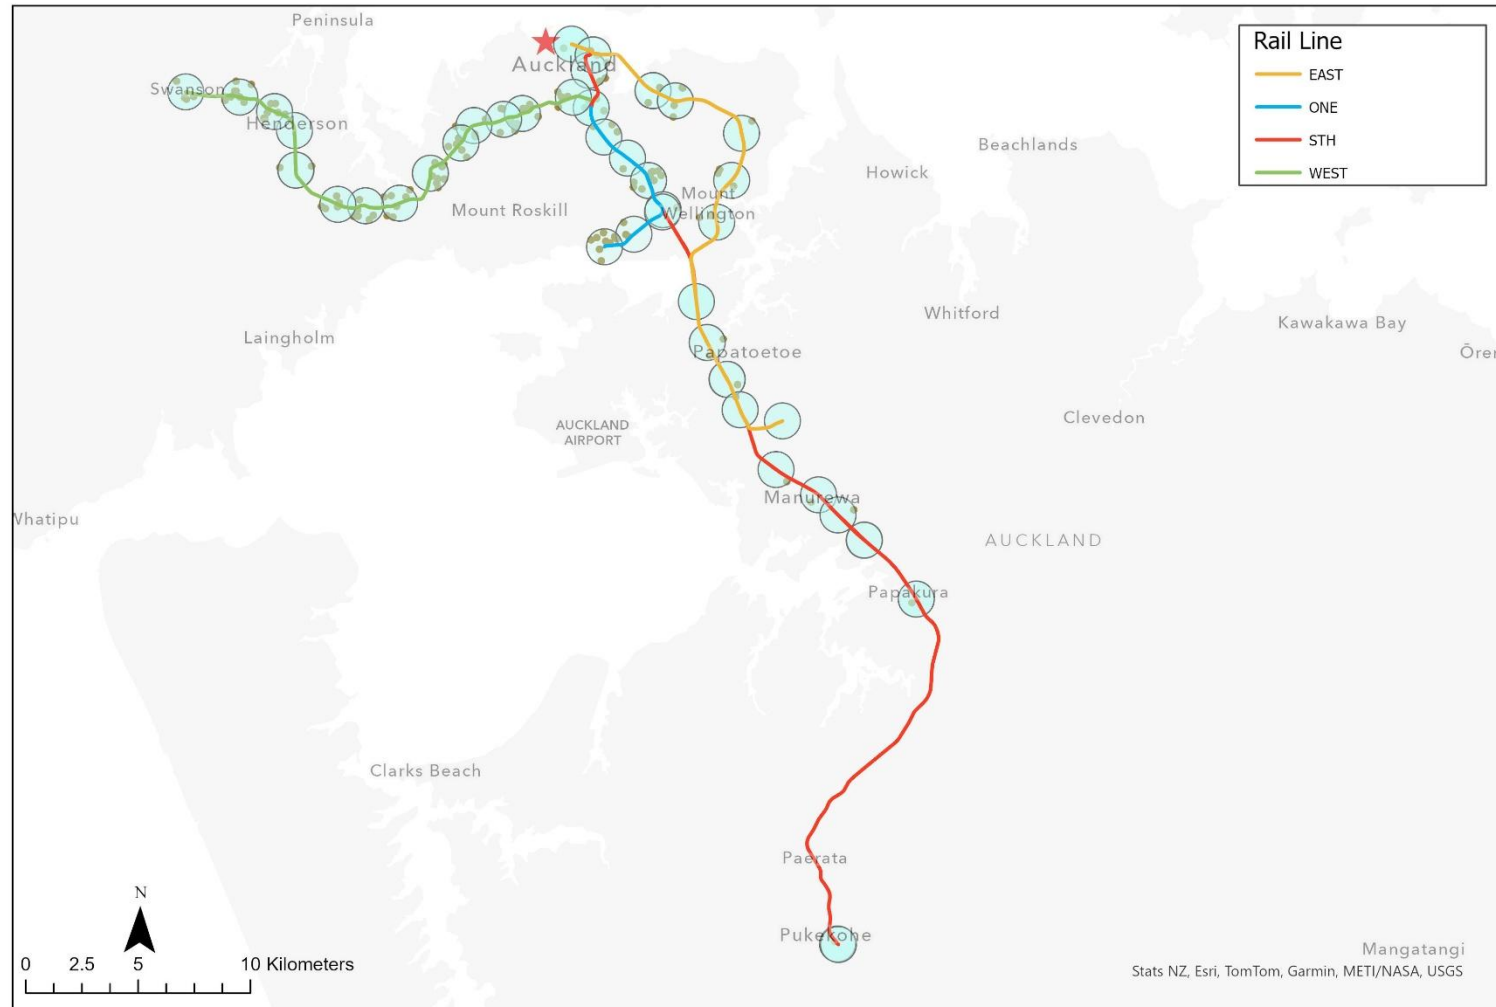 Peninsula
Rail Line
EAST
ONE
STH
WEST
Auckland
Swanson
Henderson
Beachlands
Howick
Mount
Wellington
Mount Roskill
Whitford
Kawakawa Bay
Laingholm
Papatoetoe
Clevedon
AUCKLAND
AIRPORT
Manurewa
AUCKLAND
Papakura
Clarks Beach
Paerata
Pukekohe
Mangatangi
N
0 2.5 5 10 Kilometers
Stats NZ, Esri, TomTom, Garmin, METI/NASA, USGS